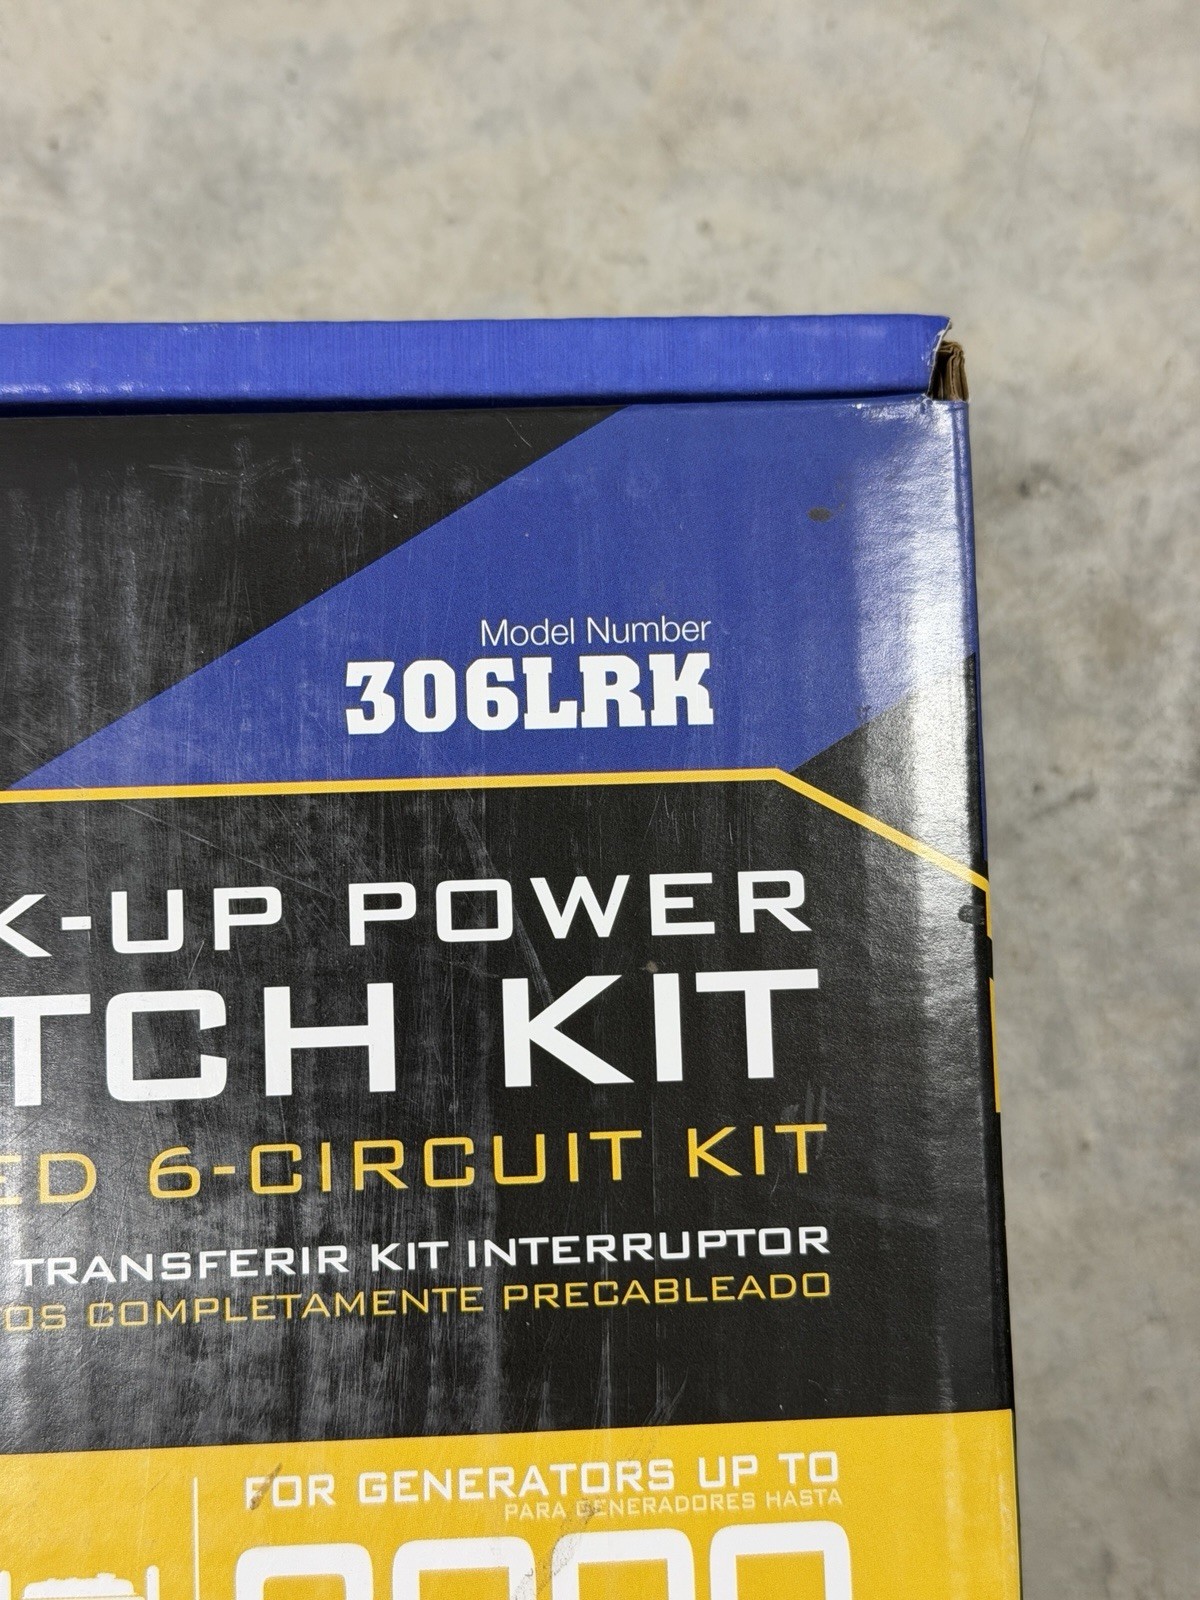 Model Number
306LRK
K-UP POWER
TCH KIT
ED 6-CIRCUIT KIT
TRANSFERIR KIT INTERRUPTOR
OS COMPLETAMENTE PRECABLEADO
FOR GENERATORS UP TO
PARA GENERADORES HASTA